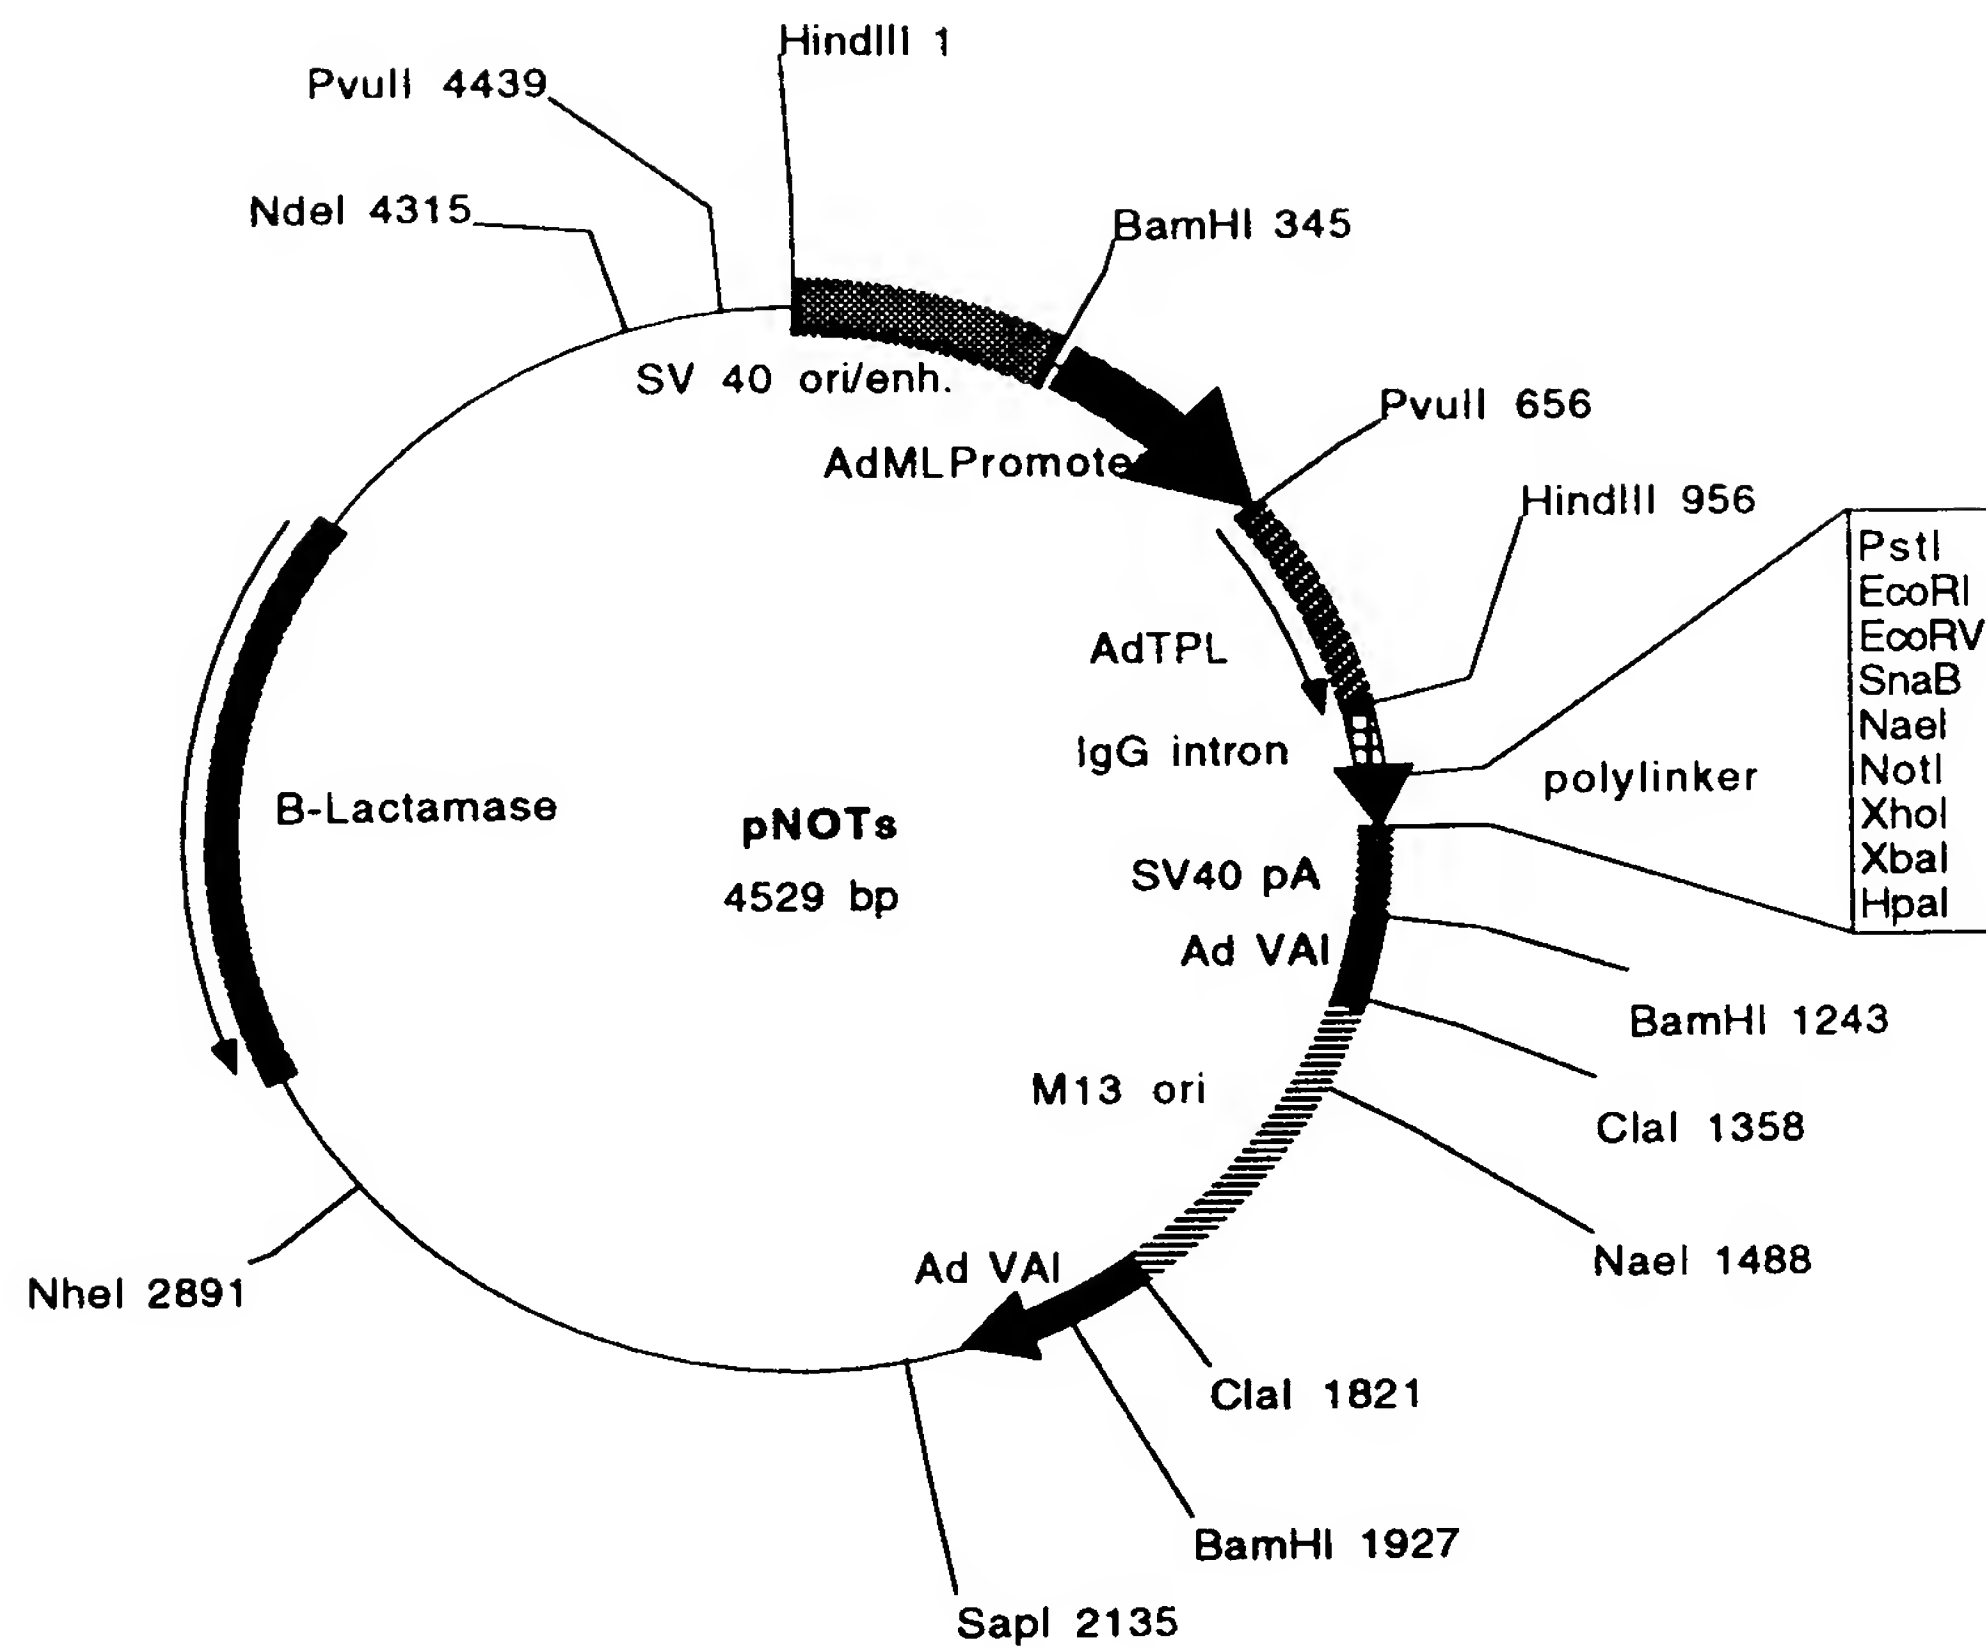 HindIII 1
PvuII 4439
NdeI 4315
BamHI 345
SV 40 ori/enh.
PvuII 656
AdMLPromote
HindIII 956
PstI
EcoRI
EcoRV
SnaB
NaeI
NotI
XhoI
XbaI
HpaI
AdTPL
IgG intron
polylinker
B-Lactamase
pNOTs
4529 bp
SV40 pA
Ad VAI
BamHI 1243
M13 ori
ClaI 1358
NaeI 1488
Ad VAI
NheI 2891
ClaI 1821
BamHI 1927
SapI 2135